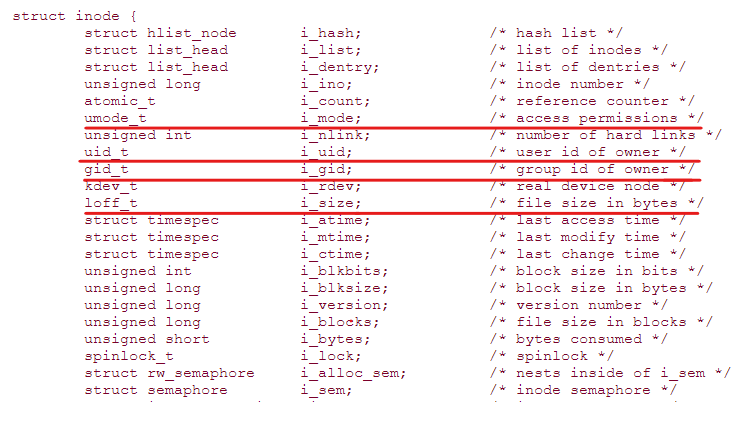 struct inode {
struct hlist_node i_hash; /* hash list */
struct list_head i_list; /* list of inodes */
struct list_head i_dentry; /* list of dentries */
unsigned long i_ino; /* inode number */
atomic_t i_count; /* reference counter */
umode_t i_mode; /* access permissions */
unsigned int i_nlink; /* number of hard links */
uid_t i_uid; /* user id of owner */
gid_t i_gid; /* group id of owner */
kdev_t i_rdev; /* real device node */
loff_t i_size; /* file size in bytes */
struct timespec i_atime; /* last access time */
struct timespec i_mtime; /* last modify time */
struct timespec i_ctime; /* last change time */
unsigned int i_blkbits; /* block size in bits */
unsigned long i_blksize; /* block size in bytes */
unsigned long i_version; /* version number */
unsigned long i_blocks; /* file size in blocks */
unsigned short i_bytes; /* bytes consumed */
spinlock_t i_lock; /* spinlock */
struct rw_semaphore i_alloc_sem; /* nests inside of i_sem */
struct semaphore i_sem; /* inode semaphore */